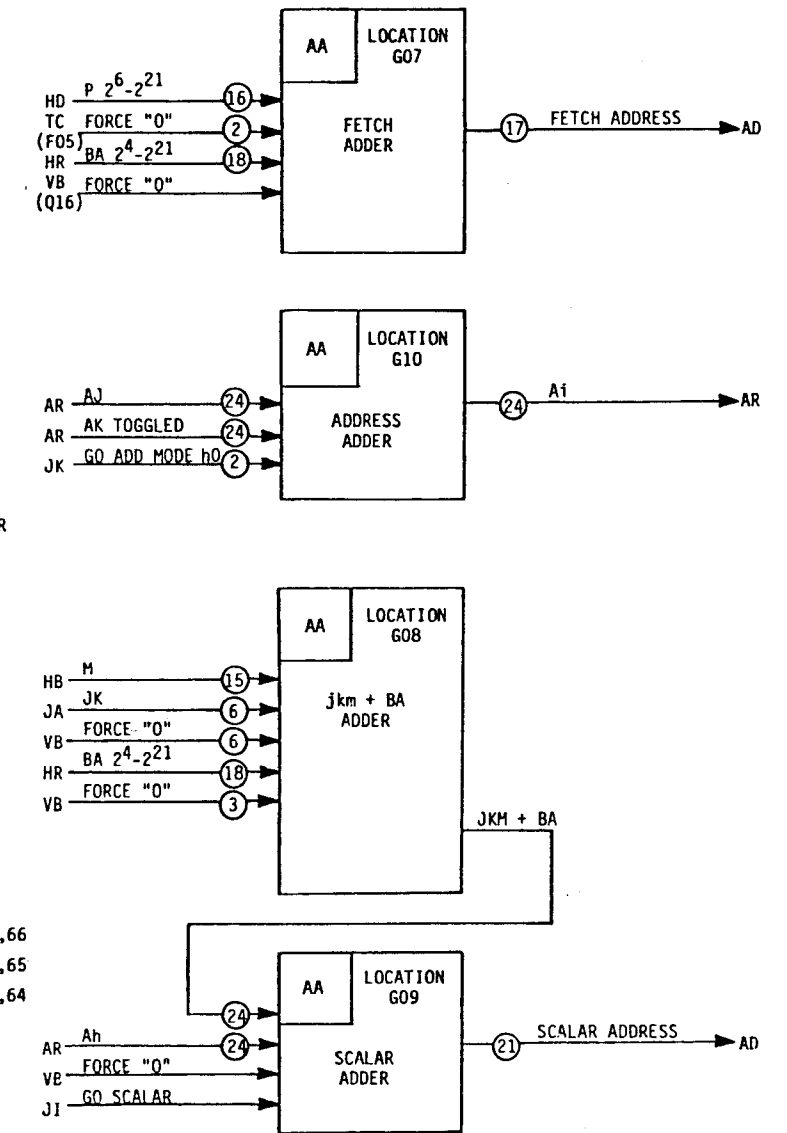 AA LOCATION G07
HD P 2^6-2^21 16
TC FORCE "0" 2
(F05)
HR BA 2^4-2^21 18
VB FORCE "0"
(Q16)
FETCH ADDER
17 FETCH ADDRESS AD
AA LOCATION G10
AR AJ 24
AR AK TOGGLED 24
JK GO ADD MODE h0 2
ADDRESS ADDER
24 Ai AR
R
AA LOCATION G08
HB M 15
JA JK 6
VB FORCE "0" 6
HR BA 2^4-2^21 18
VB FORCE "0" 3
jkm + BA ADDER
JKM + BA
,66
,65
,64
AA LOCATION G09
24
AR Ah 24
VB FORCE "0"
JI GO SCALAR
SCALAR ADDER
21 SCALAR ADDRESS AD